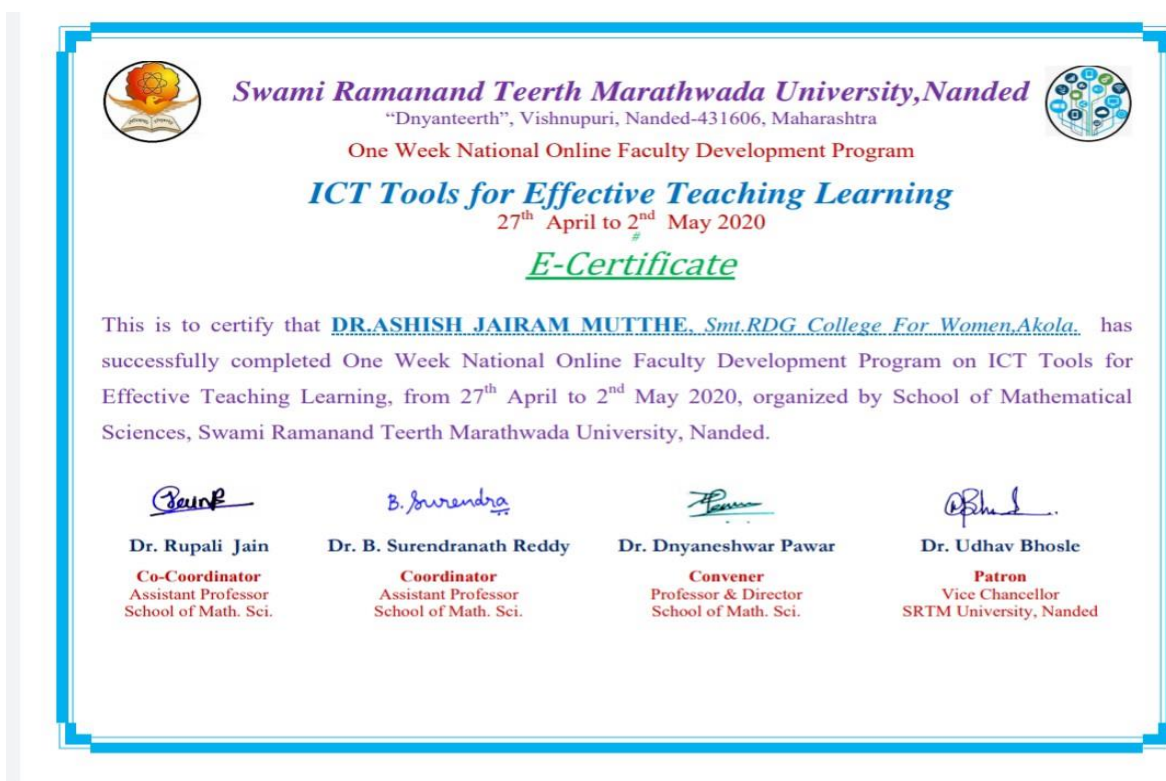 Swami Ramanand Teerth Marathwada University,Nanded
“Dnyanteerth”, Vishnupuri, Nanded-431606, Maharashtra
One Week National Online Faculty Development Program
ICT Tools for Effective Teaching Learning
27th April to 2nd May 2020
#
E-Certificate
This is to certify that DR.ASHISH JAIRAM MUTTHE, Smt.RDG College For Women,Akola. has
successfully completed One Week National Online Faculty Development Program on ICT Tools for
Effective Teaching Learning, from 27th April to 2nd May 2020, organized by School of Mathematical
Sciences, Swami Ramanand Teerth Marathwada University, Nanded.
B. Surendra
Dr. Rupali Jain
Co-Coordinator
Assistant Professor
School of Math. Sci.
Dr. B. Surendranath Reddy
Coordinator
Assistant Professor
School of Math. Sci.
Dr. Dnyaneshwar Pawar
Convener
Professor & Director
School of Math. Sci.
Dr. Udhav Bhosle
Patron
Vice Chancellor
SRTM University, Nanded